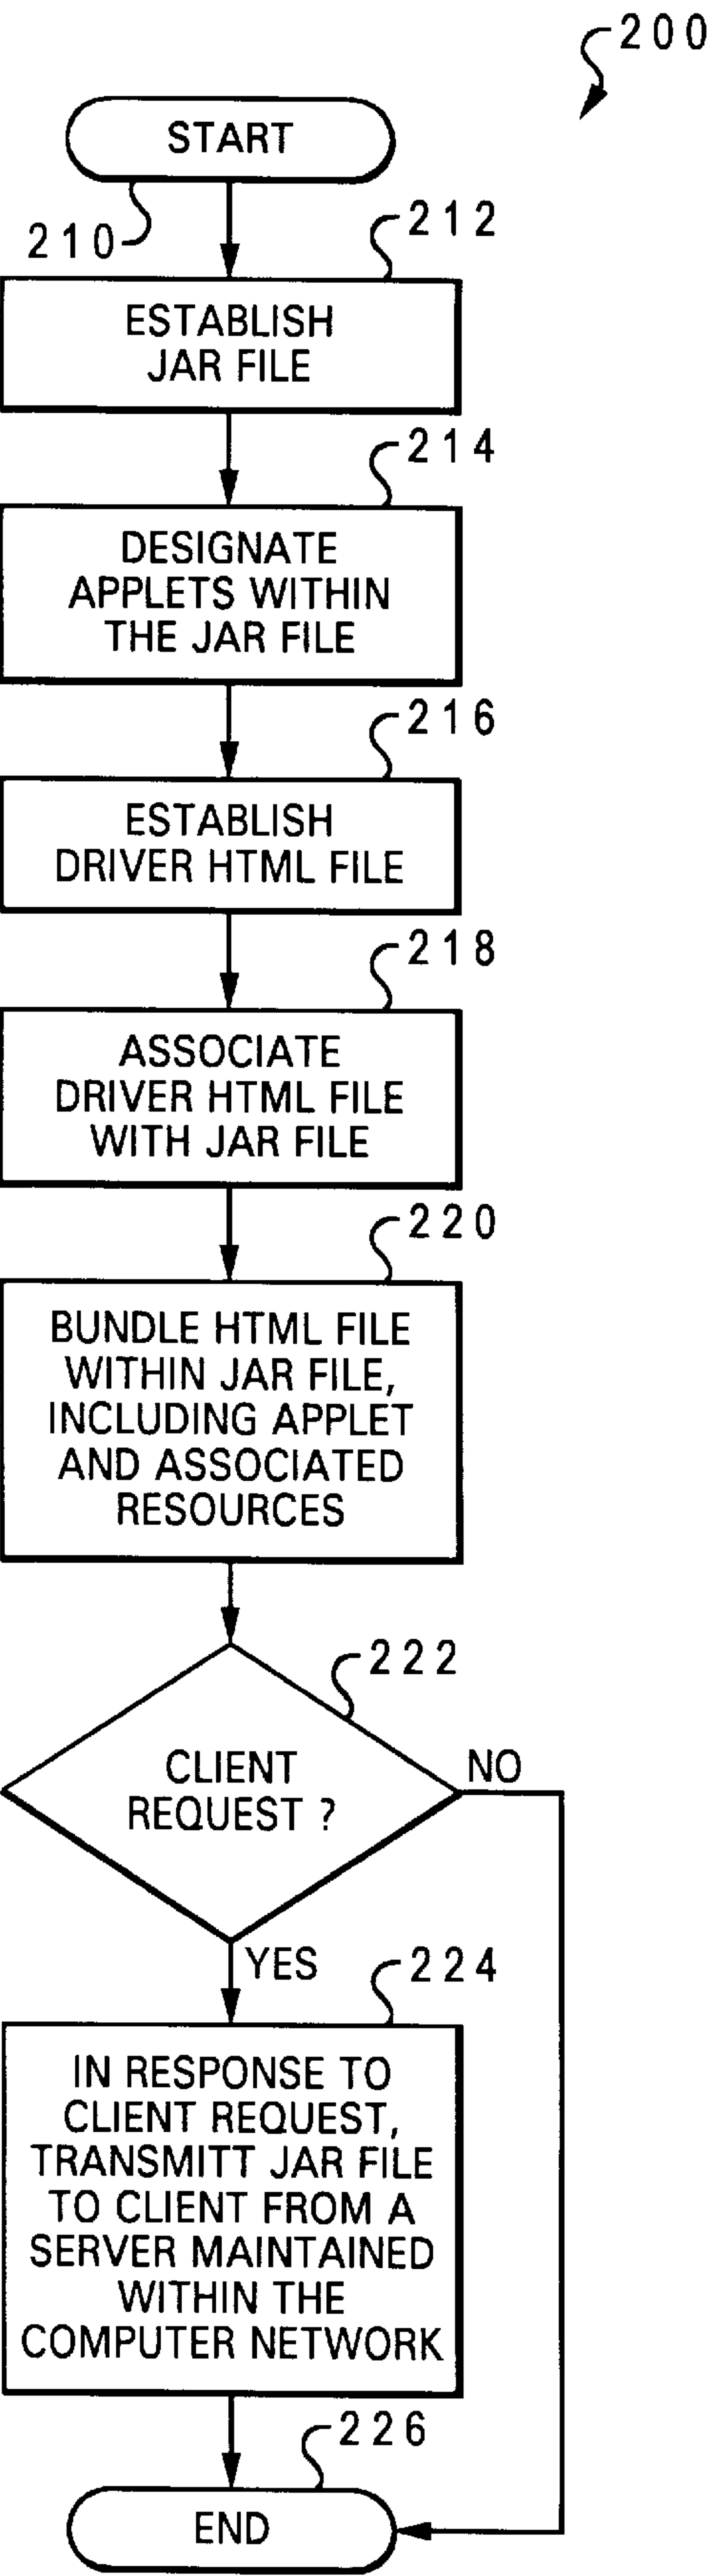 200
START
210
212
ESTABLISH
JAR FILE
214
DESIGNATE
APPLETS WITHIN
THE JAR FILE
216
ESTABLISH
DRIVER HTML FILE
218
ASSOCIATE
DRIVER HTML FILE
WITH JAR FILE
220
BUNDLE HTML FILE
WITHIN JAR FILE,
INCLUDING APPLET
AND ASSOCIATED
RESOURCES
222
CLIENT
REQUEST ?
NO
YES
224
IN RESPONSE TO
CLIENT REQUEST,
TRANSMITT JAR FILE
TO CLIENT FROM A
SERVER MAINTAINED
WITHIN THE
COMPUTER NETWORK
226
END